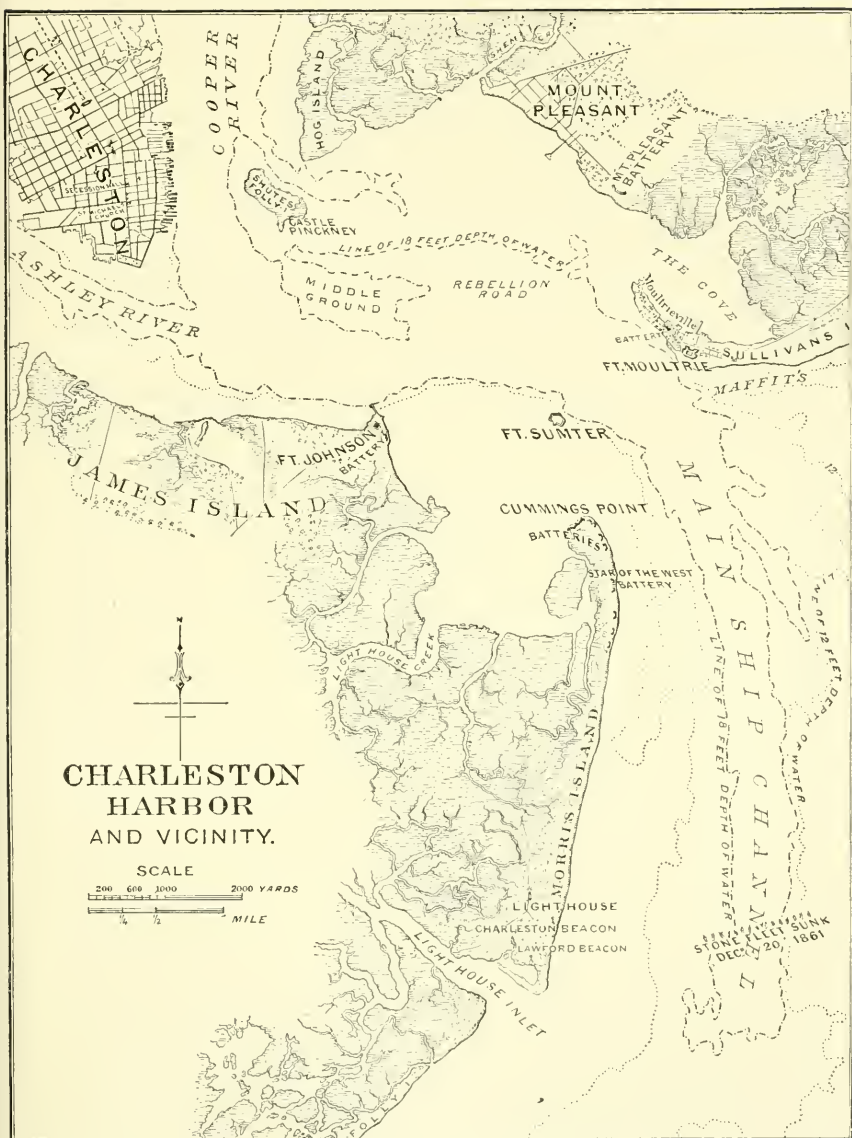 CHARLESTON
SECESSION HALL
ST MICHAEL'S
CHURCH
COOPER
RIVER
HOG ISLAND
SHEM CR.
MOUNT
PLEASANT
MT. PLEASANT
BATTERY
SHUTES
FOLLY
CASTLE
PINCKNEY
LINE OF 18 FEET DEPTH OF WATER
MIDDLE
GROUND
REBELLION
ROAD
THE COVE
Moultrieville
BATTERY
SULLIVANS I
FT. MOULTRIE
MAFFIT'S
ASHLEY RIVER
FT. JOHNSON
BATTERY
JAMES ISLAND
FT. SUMTER
CUMMINGS POINT
BATTERIES
STAR OF THE WEST
BATTERY
12
MAIN SHIP CHANNEL
LINE OF 18 FEET DEPTH OF WATER
LINE OF 12 FEET DEPTH OF WATER
LIGHT HOUSE CREEK
N
CHARLESTON
HARBOR
AND VICINITY.
SCALE
200 600 1000 2000 YARDS
1/4 1/2 MILE
MORRIS ISLAND
LIGHT HOUSE
CHARLESTON BEACON
LAWFORD BEACON
LIGHT HOUSE INLET
STONE FLEET SUNK
DEC. 20, 1861
FOLLY